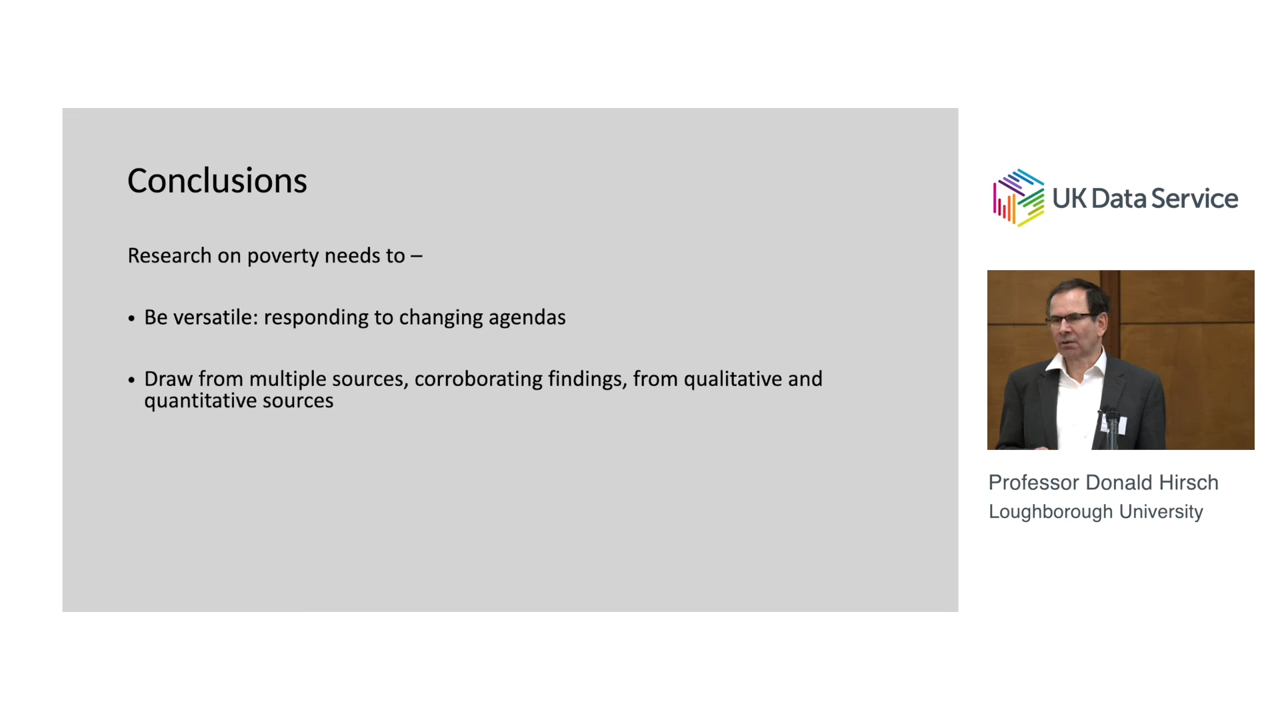 Conclusions
Research on poverty needs to –
• Be versatile: responding to changing agendas
• Draw from multiple sources, corroborating findings, from qualitative and
quantitative sources
UK Data Service
Professor Donald Hirsch
Loughborough University